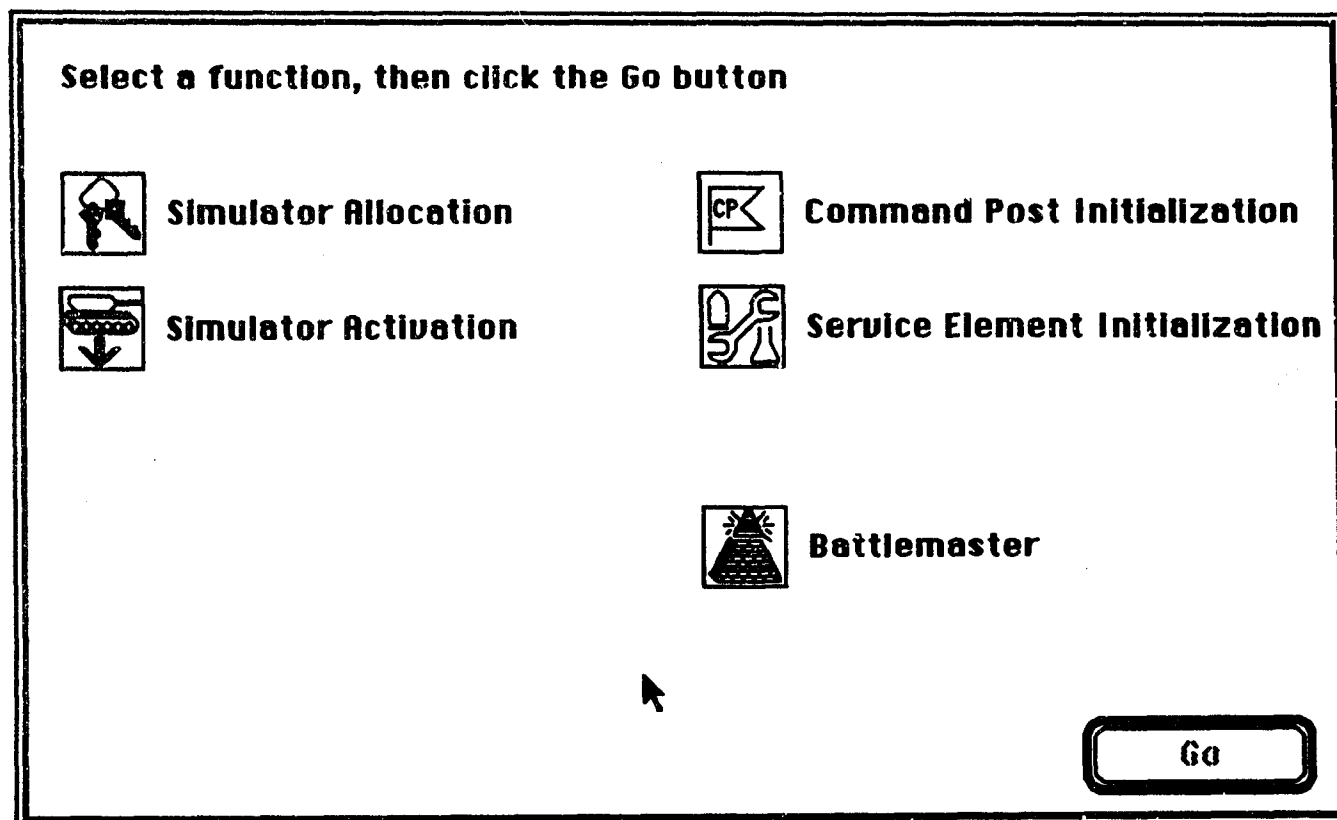 Select a function, then click the Go button
Simulator Allocation
CP
Command Post Initialization
Simulator Activation
Service Element Initialization
Battlemaster
Go